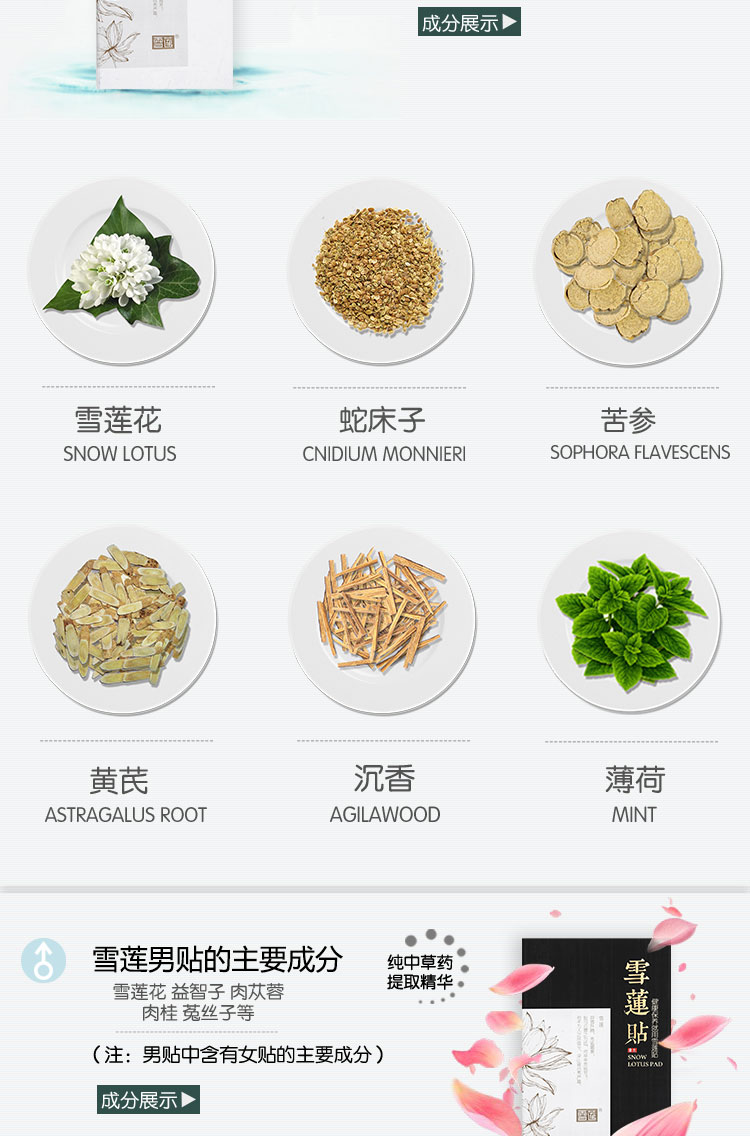 成分展示▶
雪莲花
SNOW LOTUS
蛇床子
CNIDIUM MONNIERI
苦参
SOPHORA FLAVESCENS
黄芪
ASTRAGALUS ROOT
沉香
AGILAWOOD
薄荷
MINT
雪莲男贴的主要成分
雪莲花 益智子 肉苁蓉
肉桂 菟丝子等
（注：男贴中含有女贴的主要成分）
成分展示▶
纯中草药
提取精华
雪蓮貼
SNOW
LOTUS PAD